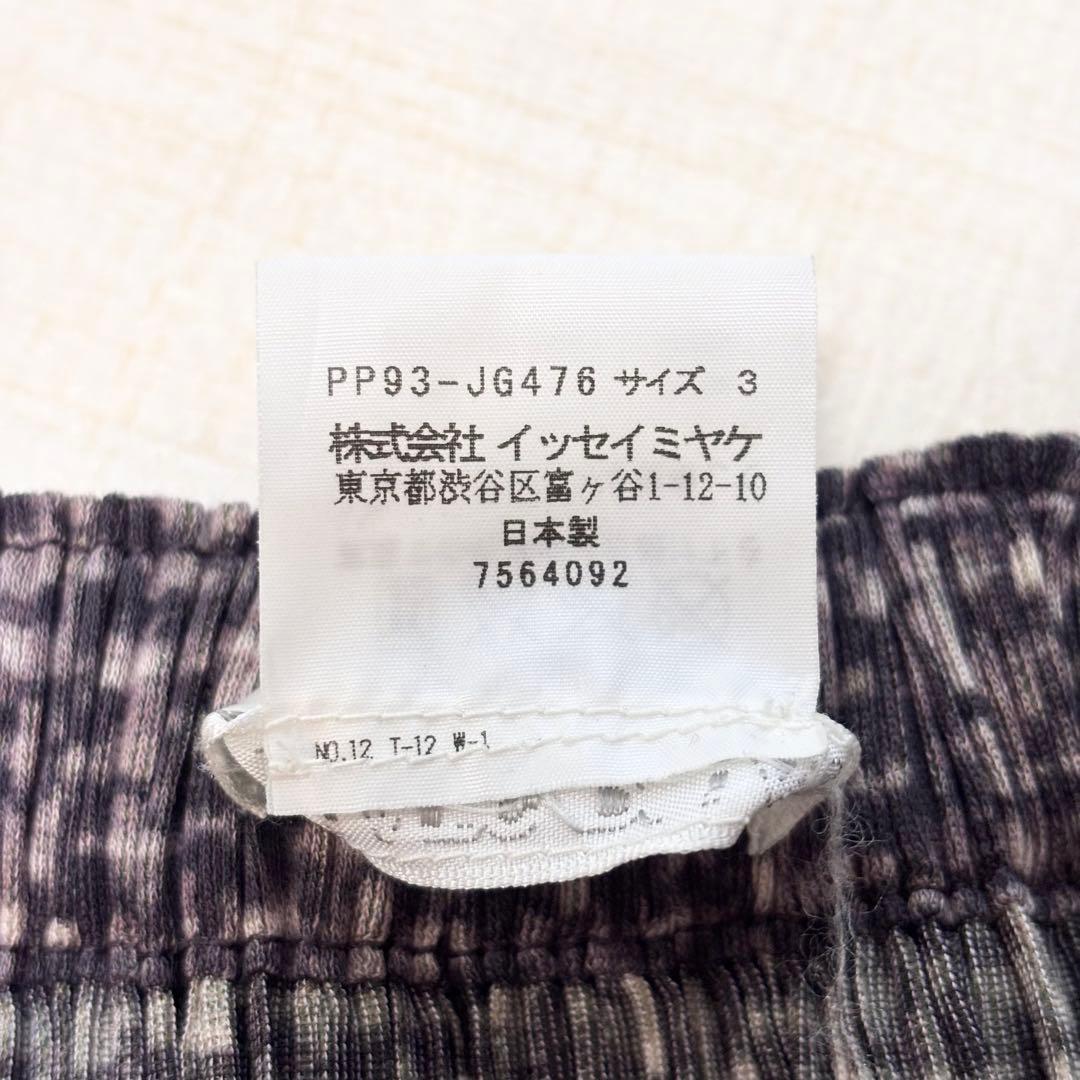 PP93-JG476 サイズ 3
株式会社 イッセイミヤケ
東京都渋谷区富ヶ谷1-12-10
日本製
7564092
NO.12 T-12 W-1